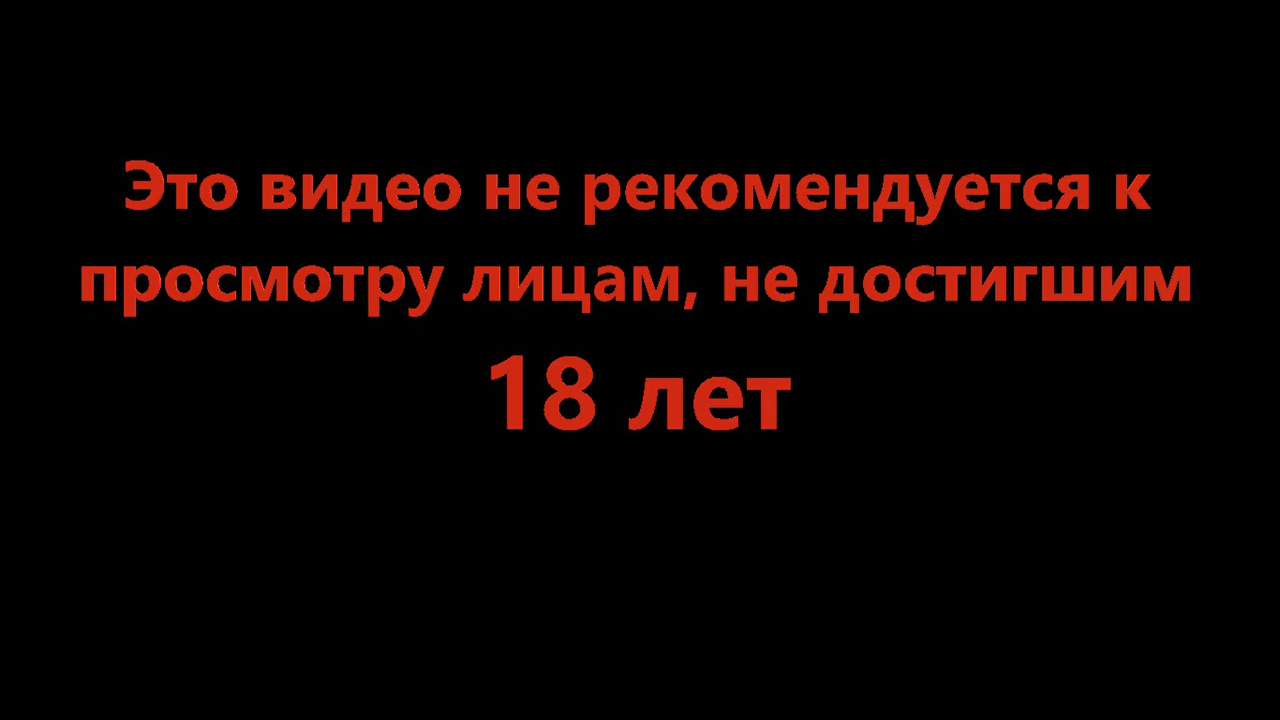 Это видео не рекомендуется к
просмотру лицам, не достигшим
18 лет